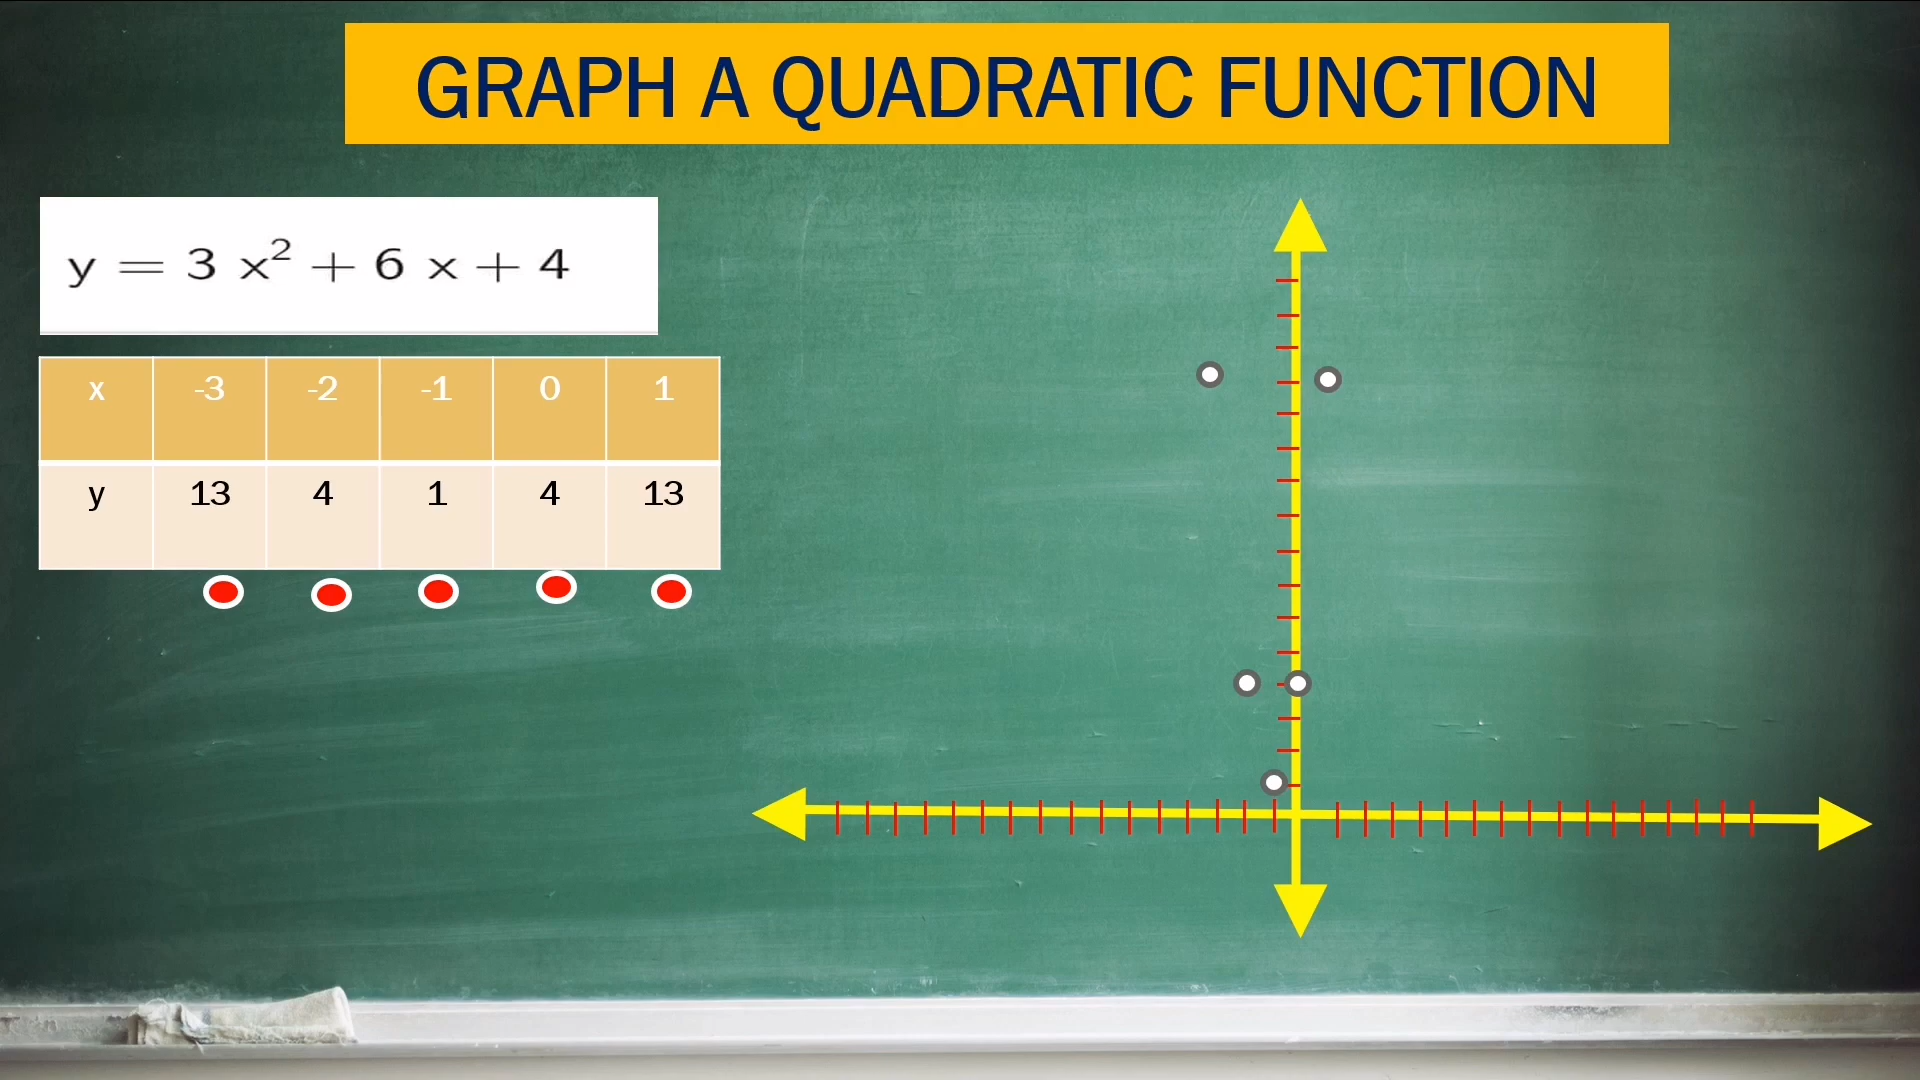 GRAPH A QUADRATIC FUNCTION
y = 3 x² + 6 x + 4
x -3 -2 -1 0 1
y 13 4 1 4 13